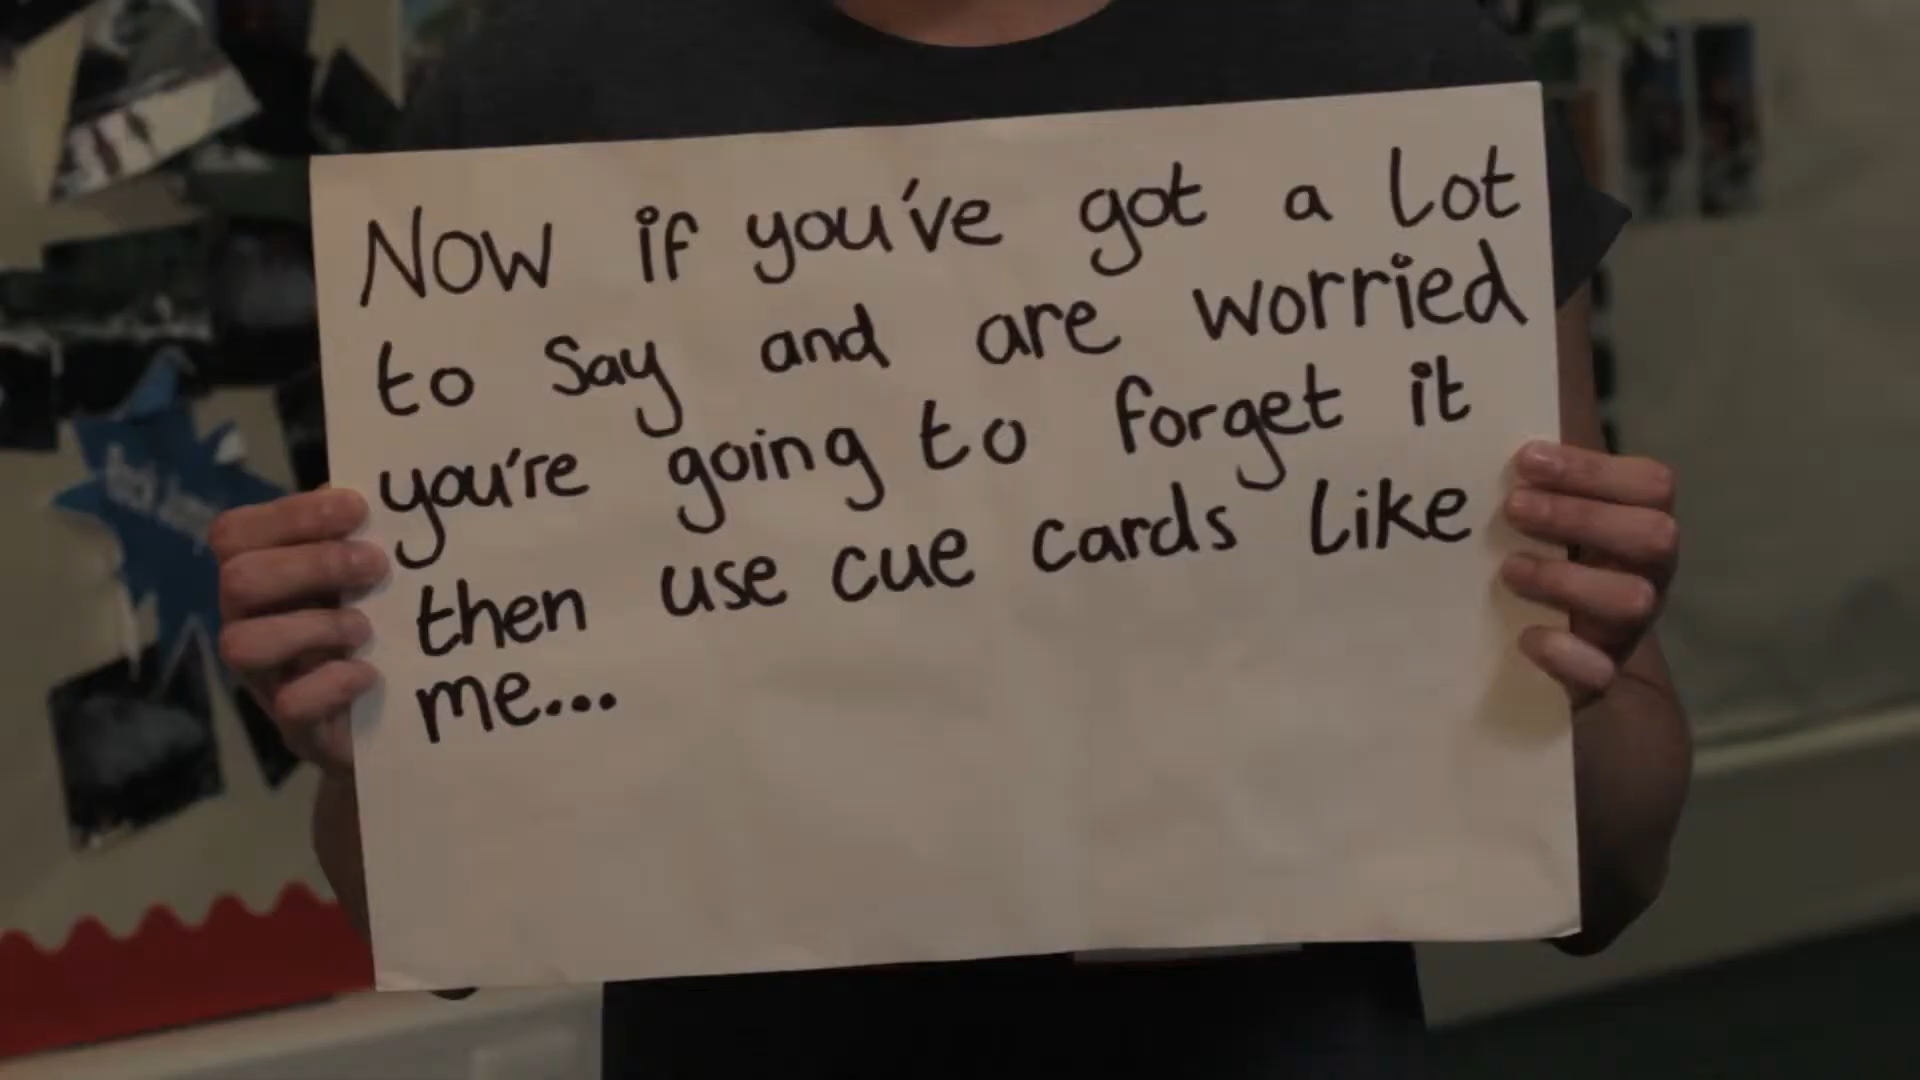 Now if you've got a lot
to say and are worried
you're going to forget it
then use cue cards like
me...